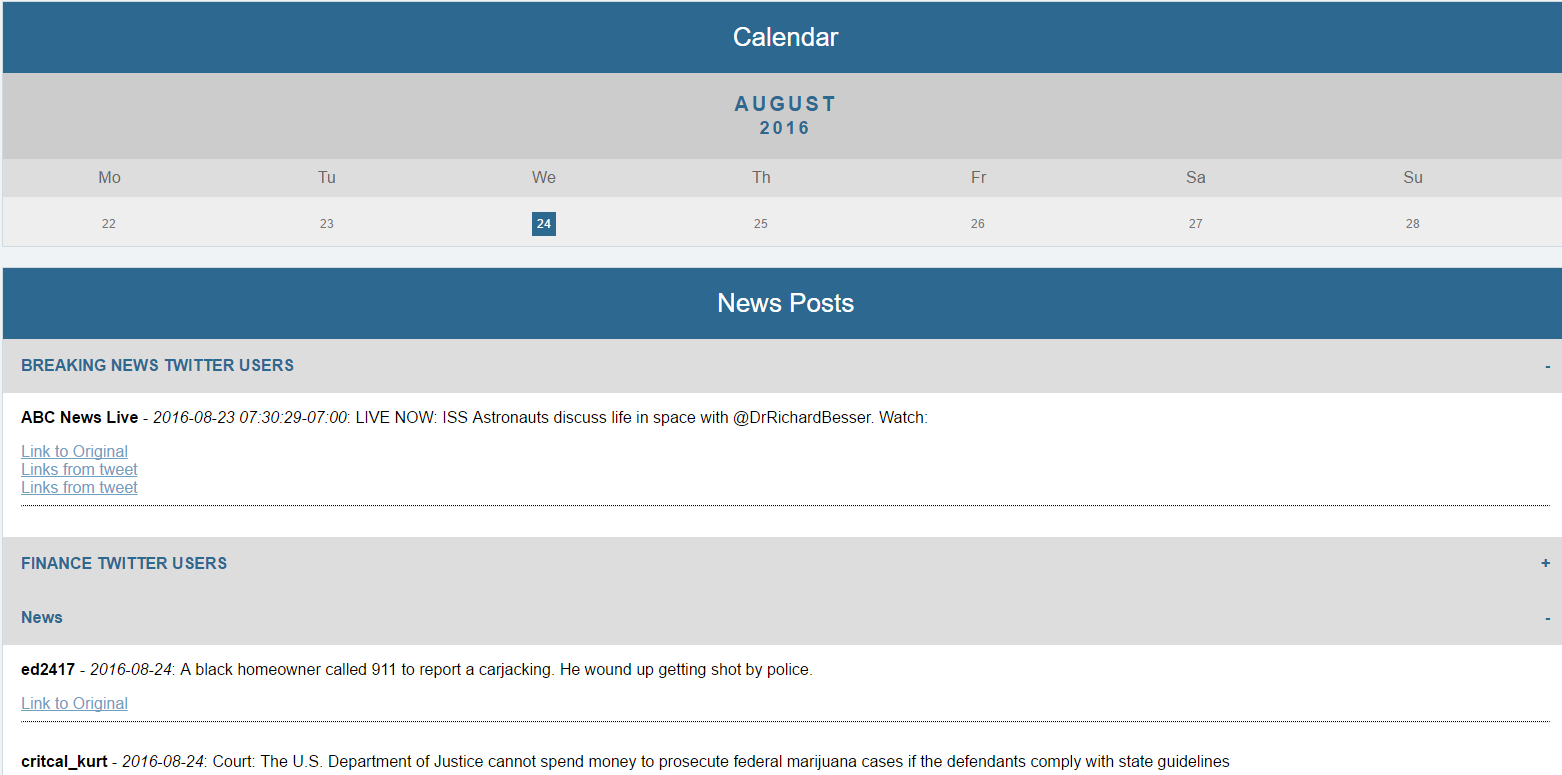 Calendar
AUGUST
2016
Mo Tu We Th Fr Sa Su
22 23 24 25 26 27 28
News Posts
BREAKING NEWS TWITTER USERS -
ABC News Live - 2016-08-23 07:30:29-07:00: LIVE NOW: ISS Astronauts discuss life in space with @DrRichardBesser. Watch:
Link to Original
Links from tweet
Links from tweet
FINANCE TWITTER USERS +
News -
ed2417 - 2016-08-24: A black homeowner called 911 to report a carjacking. He wound up getting shot by police.
Link to Original
critcal_kurt - 2016-08-24: Court: The U.S. Department of Justice cannot spend money to prosecute federal marijuana cases if the defendants comply with state guidelines